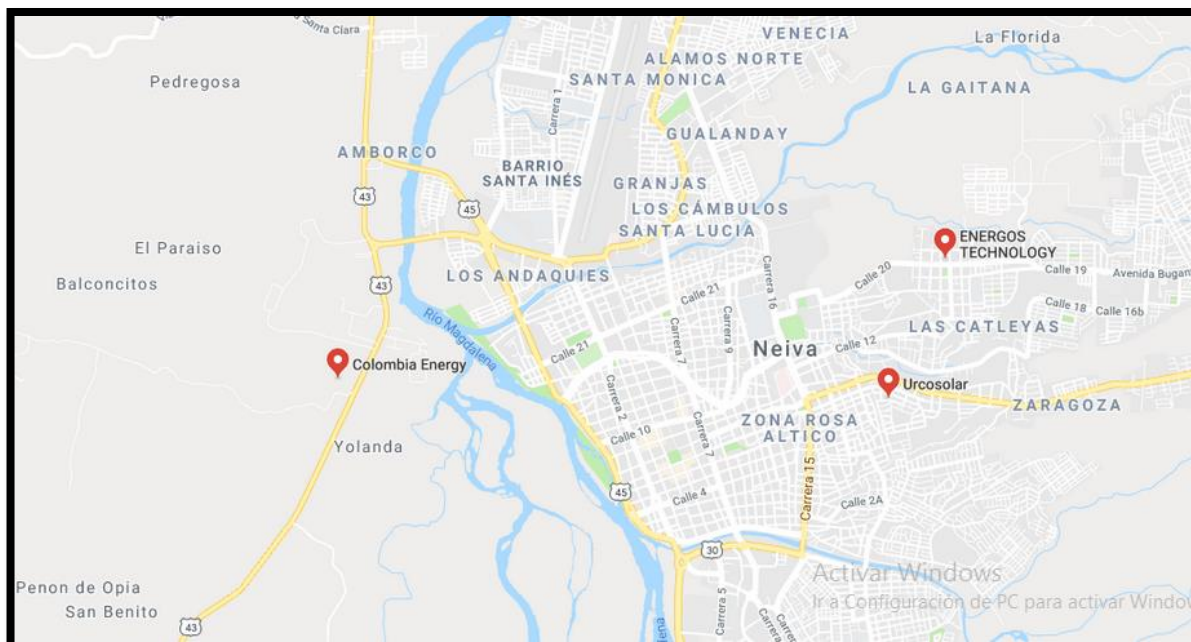 Santa Clara
Pedregosa
VENECIA
ALAMOS NORTE
SANTA MONICA
La Florida
LA GAITANA
Carrera 1
GUALANDAY
AMBORCO
BARRIO
SANTA INÉS
GRANJAS
LOS CÁMBULOS
SANTA LUCIA
43
45
El Paraiso
Balconcitos
43
LOS ANDAQUIES
Carrera 16
ENERGOS
TECHNOLOGY
Calle 20
Calle 19
Avenida Bugan
Calle 21
Calle 18
Calle 16b
LAS CATLEYAS
Río Magdalena
Calle 21
Carrera 7
Carrera 9
Neiva
Calle 12
Colombia Energy
Urcosolar
ZARAGOZA
Carrera 2
Calle 10
Carrera 7
ZONA ROSA
ALTICO
Yolanda
Carrera 15
45
Calle 4
Calle 2A
30
Activar Windows
Ir a Configuración de PC para activar Window
Penon de Opia
San Benito
43
Carrera 5